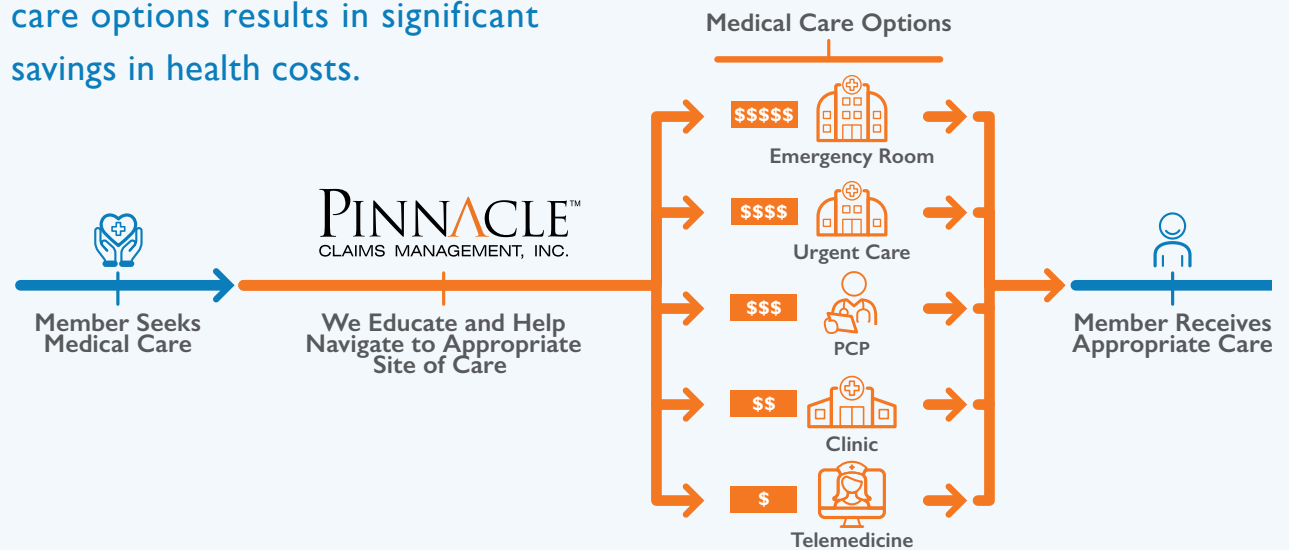 care options results in significant
savings in health costs.
Medical Care Options
$$$$$
Emergency Room
$$$$
Urgent Care
$$$
PCP
$$
Clinic
$
Telemedicine
PINNACLE™
CLAIMS MANAGEMENT, INC.
Member Seeks
Medical Care
We Educate and Help
Navigate to Appropriate
Site of Care
Member Receives
Appropriate Care